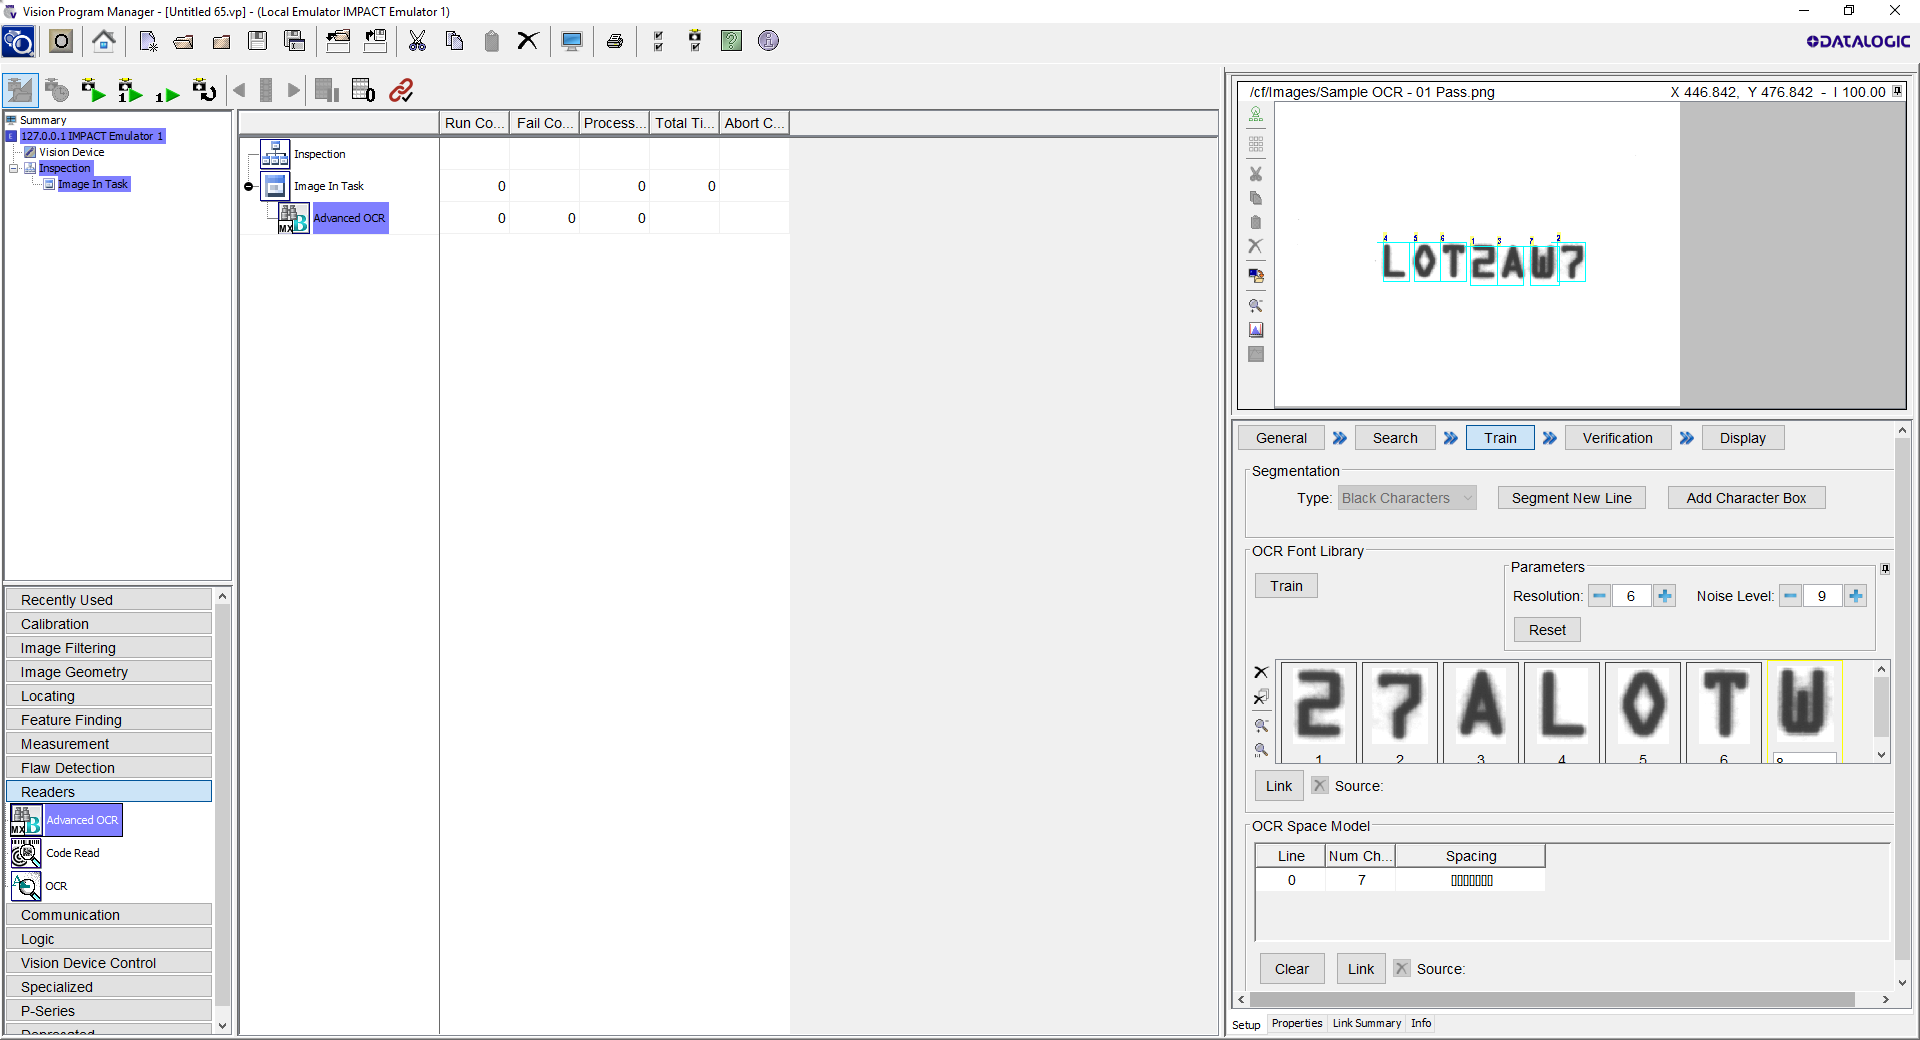 Vision Program Manager - [Untitled 65.vp] - (Local Emulator IMPACT Emulator 1)
DATALOGIC
Summary
127.0.0.1 IMPACT Emulator 1
Vision Device
Inspection
Image In Task
Run Co... Fail Co... Process... Total Ti... Abort C...
Inspection
Image In Task 0 0 0
Advanced OCR 0 0 0
Recently Used
Calibration
Image Filtering
Image Geometry
Locating
Feature Finding
Measurement
Flaw Detection
Readers
Advanced OCR
Code Read
OCR
Communication
Logic
Vision Device Control
Specialized
P-Series
Deprecated
/cf/Images/Sample OCR - 01 Pass.png X 446.842, Y 476.842 - I 100.00
4 5 6 1 3 7 2
LOT2AW7
General Search Train Verification Display
Segmentation
Type: Black Characters Segment New Line Add Character Box
OCR Font Library
Train
Parameters
Resolution: 6 Noise Level: 9
Reset
2 7 A L O T W
1 2 3 4 5 6
Link Source:
OCR Space Model
Line Num Ch... Spacing
0 7
Clear Link Source:
Setup Properties Link Summary Info